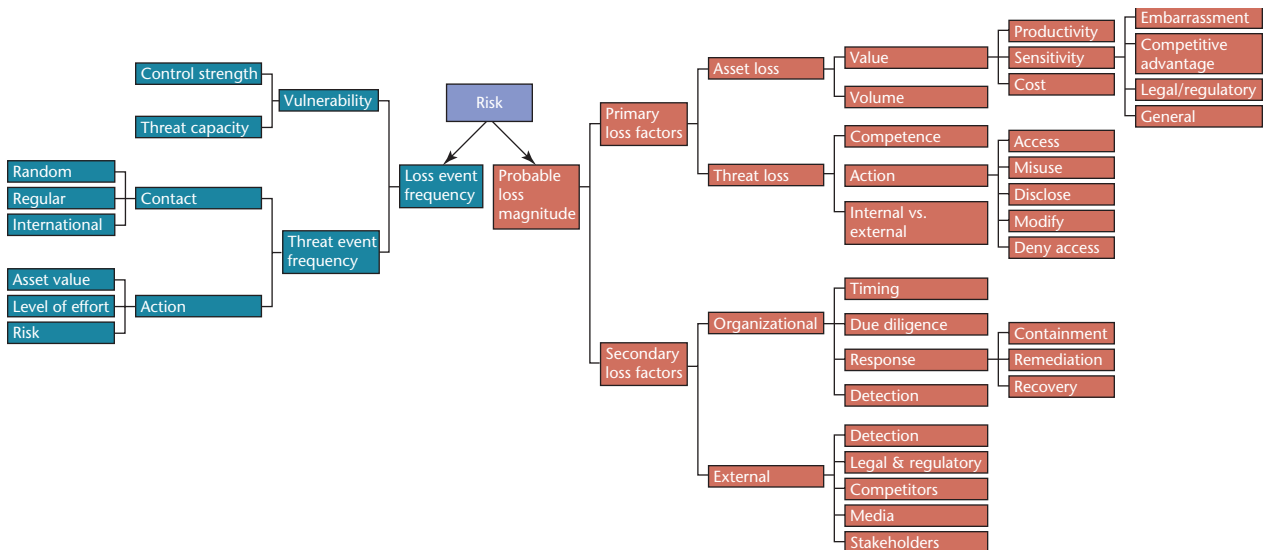 Control strength
Threat capacity
Vulnerability
Random
Regular
International
Contact
Asset value
Level of effort
Risk
Action
Threat event
frequency
Loss event
frequency
Risk
Probable
loss
magnitude
Primary
loss factors
Asset loss
Value
Volume
Productivity
Sensitivity
Cost
Embarrassment
Competitive
advantage
Legal/regulatory
General
Threat loss
Competence
Action
Internal vs.
external
Access
Misuse
Disclose
Modify
Deny access
Secondary
loss factors
Organizational
Timing
Due diligence
Response
Detection
Containment
Remediation
Recovery
External
Detection
Legal & regulatory
Competitors
Media
Stakeholders